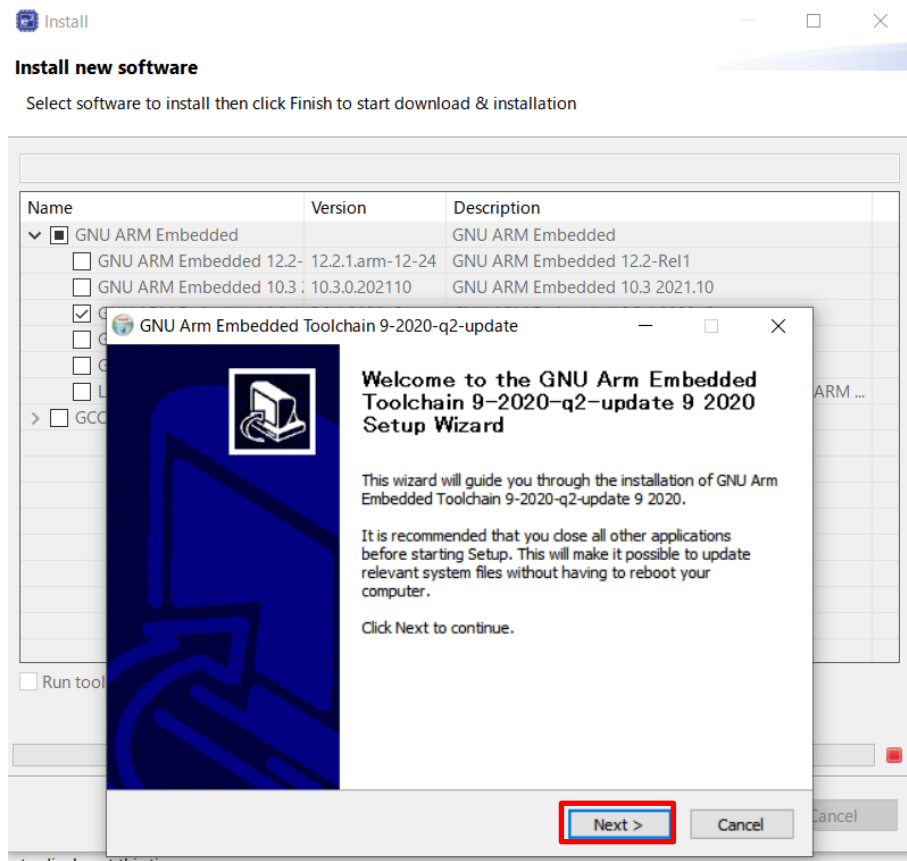 Install
Install new software
Select software to install then click Finish to start download & installation
Name Version Description
GNU ARM Embedded GNU ARM Embedded
GNU ARM Embedded 12.2- 12.2.1.arm-12-24 GNU ARM Embedded 12.2-Rel1
GNU ARM Embedded 10.3 10.3.0.202110 GNU ARM Embedded 10.3 2021.10
GNU Arm Embedded Toolchain 9-2020-q2-update
Welcome to the GNU Arm Embedded
Toolchain 9-2020-q2-update 9 2020
Setup Wizard
ARM ...
GCC
This wizard will guide you through the installation of GNU Arm
Embedded Toolchain 9-2020-q2-update 9 2020.
It is recommended that you close all other applications
before starting Setup. This will make it possible to update
relevant system files without having to reboot your
computer.
Click Next to continue.
Run tool
Next >
Cancel
Cancel